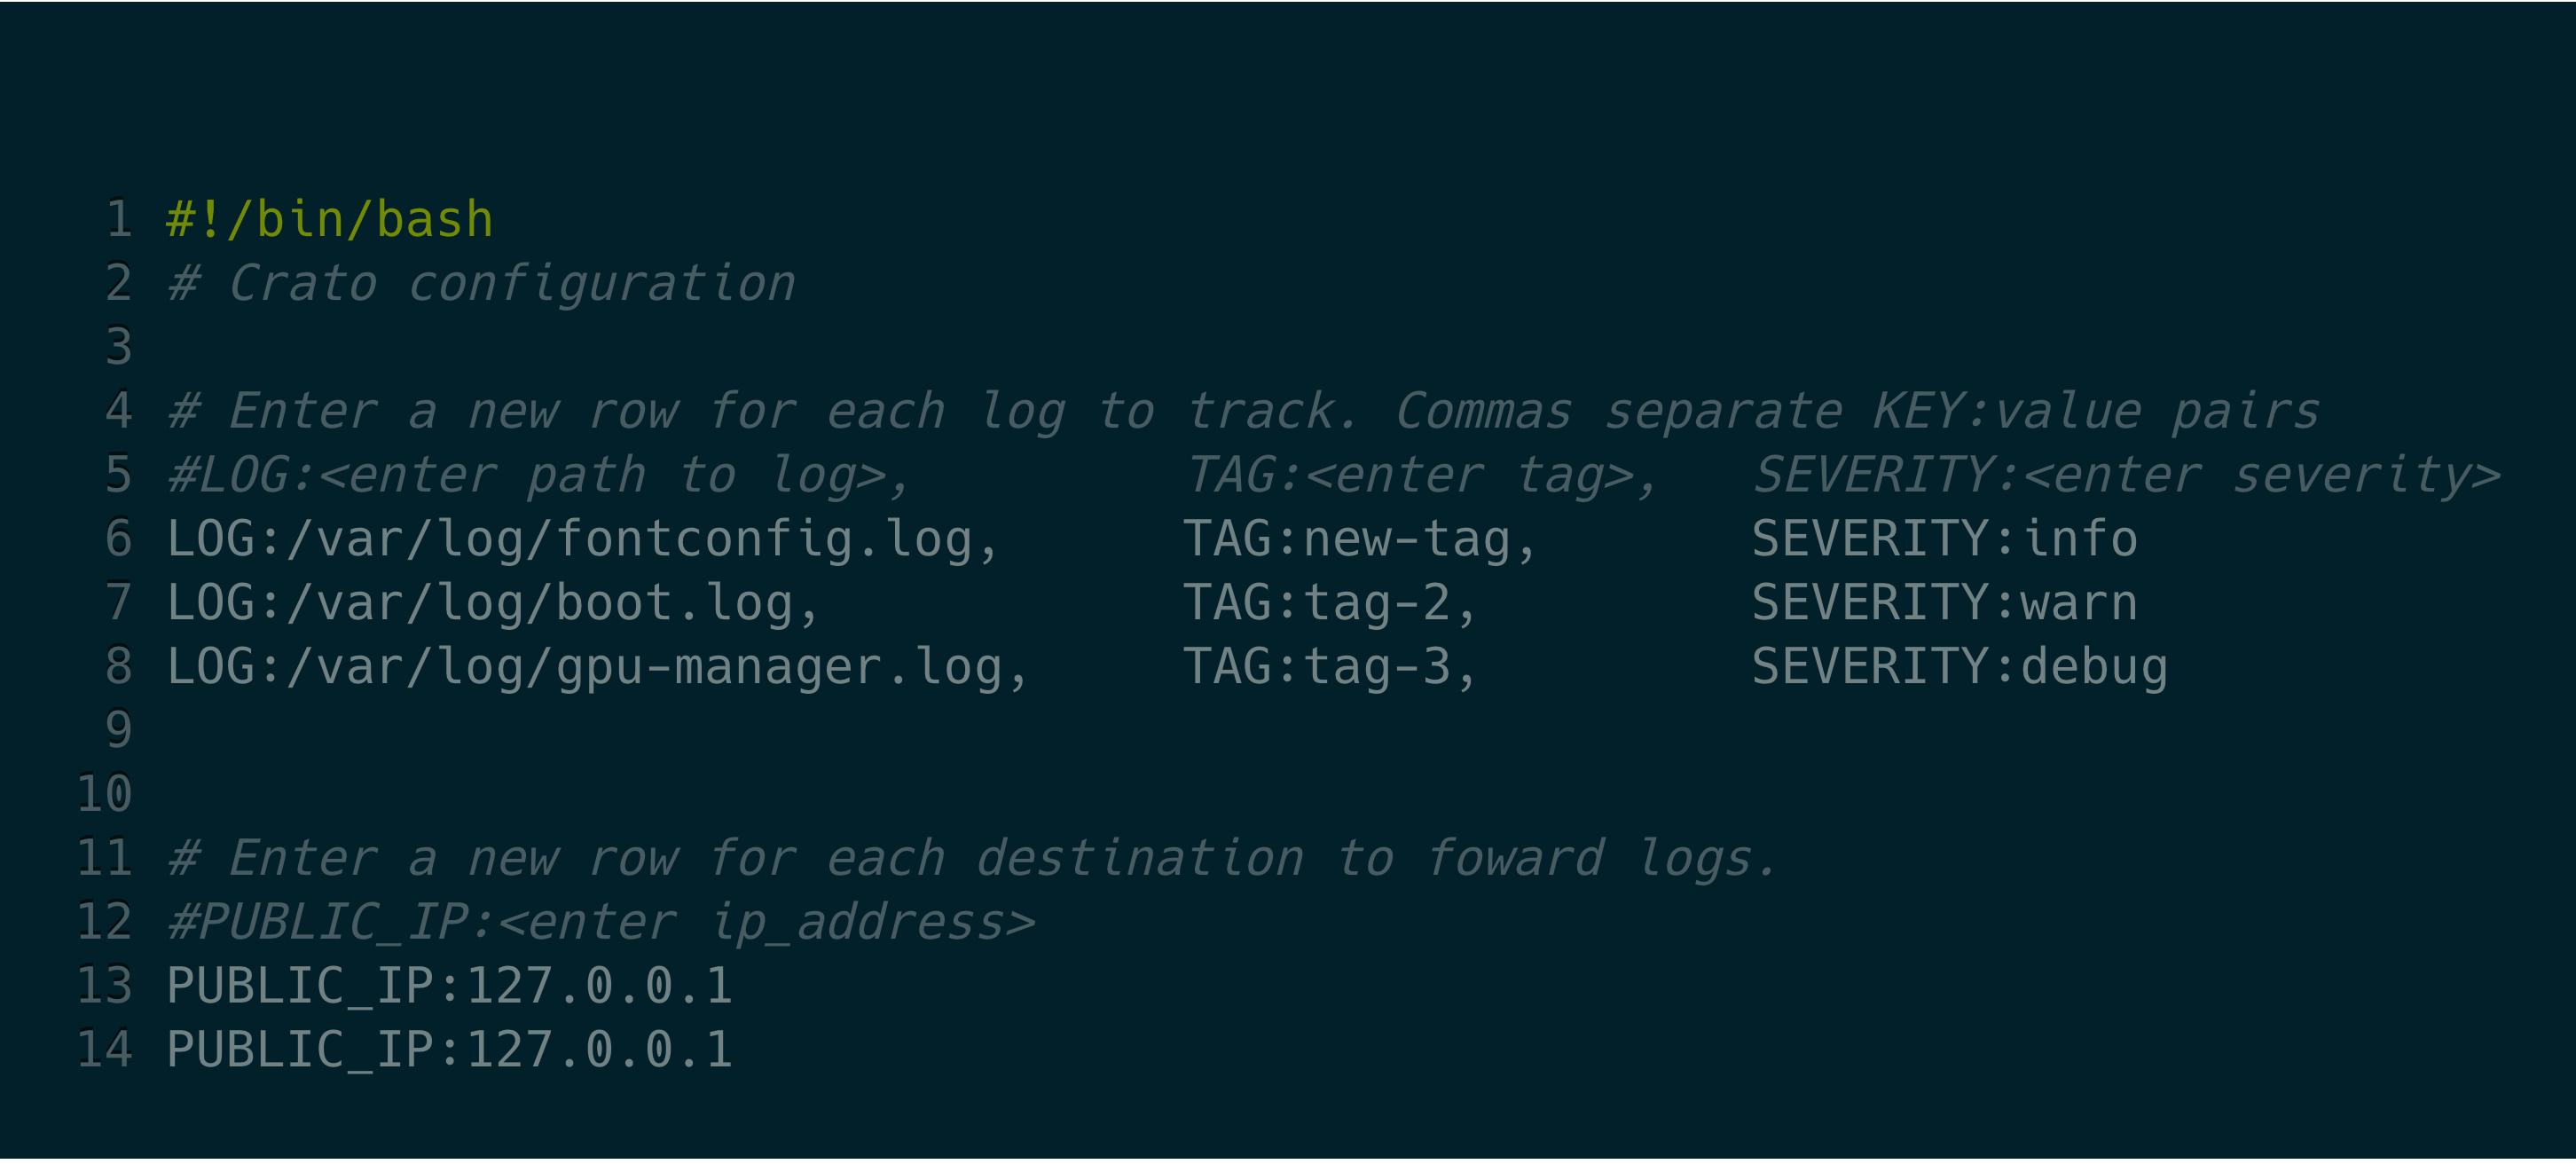 1 #!/bin/bash
2 # Crato configuration
3
4 # Enter a new row for each log to track. Commas separate KEY:value pairs
5 #LOG:<enter path to log>, TAG:<enter tag>, SEVERITY:<enter severity>
6 LOG:/var/log/fontconfig.log, TAG:new-tag, SEVERITY:info
7 LOG:/var/log/boot.log, TAG:tag-2, SEVERITY:warn
8 LOG:/var/log/gpu-manager.log, TAG:tag-3, SEVERITY:debug
9
10
11 # Enter a new row for each destination to foward logs.
12 #PUBLIC_IP:<enter ip_address>
13 PUBLIC_IP:127.0.0.1
14 PUBLIC_IP:127.0.0.1